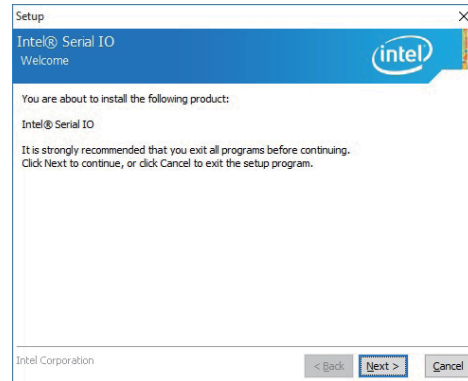 Setup
Intel® Serial IO
Welcome
intel
You are about to install the following product:
Intel® Serial IO
It is strongly recommended that you exit all programs before continuing.
Click Next to continue, or click Cancel to exit the setup program.
Intel Corporation
< Back Next > Cancel